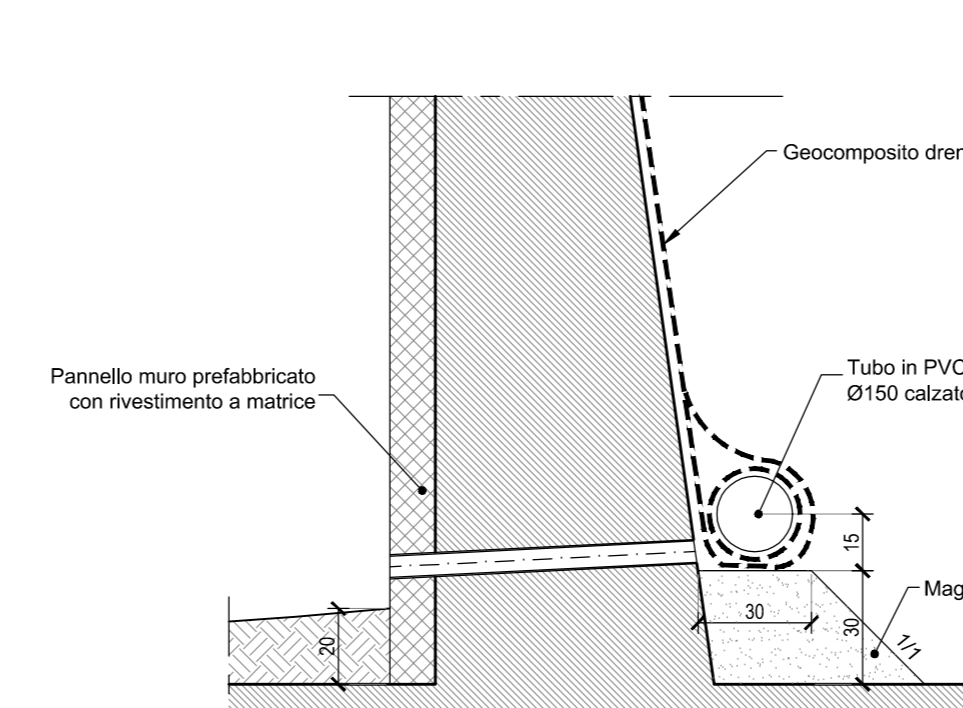 Geocomposito dren
Pannello muro prefabbricato
con rivestimento a matrice
Tubo in PVC
Ø150 calzato
15
Mag
30
30
1/1
20